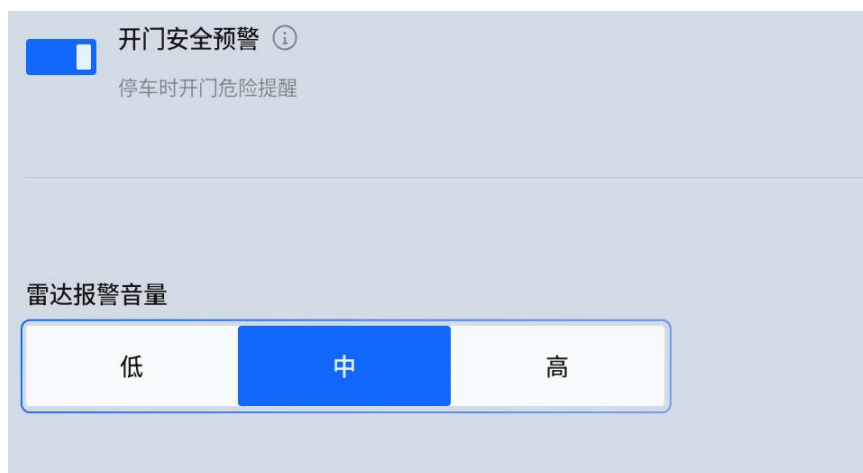 开门安全预警
停车时开门危险提醒
雷达报警音量
低 中 高